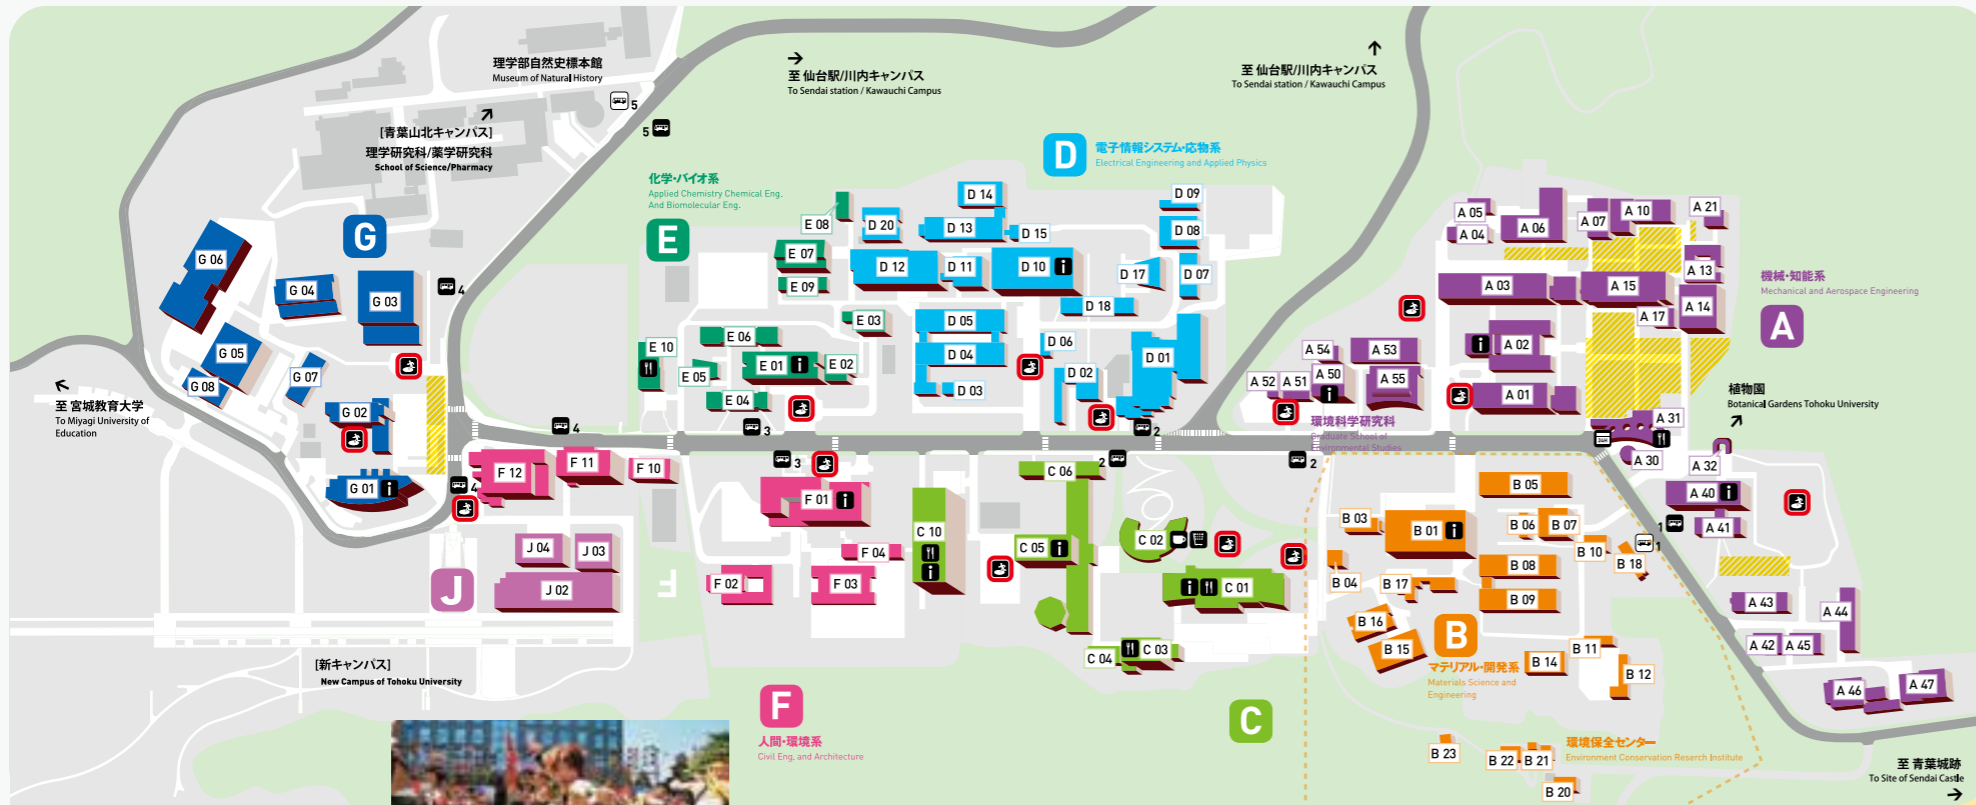 理学部自然史標本館
Museum of Natural History
[青葉山北キャンパス]
理学研究科/薬学研究科
School of Science/Pharmacy
5
5
→
至 仙台駅/川内キャンパス
To Sendai station / Kawauchi Campus
↑
至 仙台駅/川内キャンパス
To Sendai station / Kawauchi Campus
D
電子情報システム・応物系
Electrical Engineering and Applied Physics
化学・バイオ系
Applied Chemistry Chemical Eng.
And Biomolecular Eng.
E
G
G 06
G 04
G 03
G 05
G 08
G 07
G 02
G 01
4
4
4
至 宮城教育大学
To Miyagi University of
Education
E 08
E 07
E 09
E 03
E 06
E 10
E 05
E 01
E 02
E 04
D 14
D 20
D 13
D 15
D 09
D 08
D 12
D 11
D 10
D 17
D 07
D 18
D 05
D 06
D 04
D 01
D 02
D 03
A 05
A 04
A 06
A 07
A 10
A 21
A 13
A 03
A 15
A 14
A 17
A 02
A 01
A 54
A 53
A 52
A 51
A 50
A 55
機械・知能系
Mechanical and Aerospace Engineering
A
環境科学研究科
Graduate School of
Environmental Studies
植物園
Botanical Gardens Tohoku University
A 31
24H
A 30
A 32
A 40
A 41
1
1
3
3
2
2
2
F 12
F 11
F 10
F 01
F 04
F 02
F 03
J 04
J 03
J 02
J
F
C 10
C 06
C 05
C 02
C 01
C 04
C 03
B 05
B 03
B 01
B 06
B 07
B 10
B 18
B 04
B 17
B 08
B 09
B 16
B 15
B
マテリアル・開発系
Materials Science and
Engineering
B 14
B 11
B 12
A 43
A 44
A 42
A 45
A 46
A 47
[新キャンパス]
New Campus of Tohoku University
F
人間・環境系
Civil Eng, and Architecture
C
B 23
B 22
B 21
B 20
環境保全センター
Environment Conservation Reserch Institute
至 青葉城跡
To Site of Sendai Castle
→